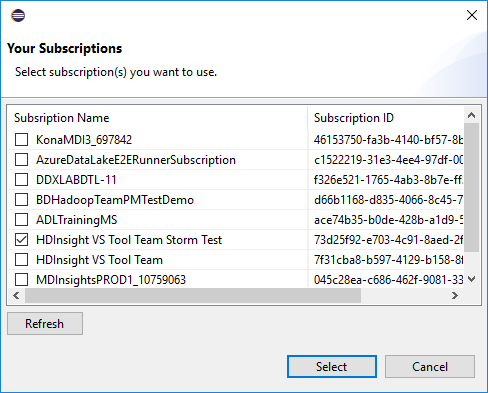 Your Subscriptions
Select subscription(s) you want to use.
Subsription Name Subscription ID
KonaMDI3_697842 46153750-fa3b-4140-bf57-8b
AzureDataLakeE2ERunnerSubscription c1522219-31e3-4ee4-97df-00
DDXLABDTL-11 f326e521-1765-4ab3-8b7e-ff
BDHadoopTeamPMTestDemo d66b1168-d835-4066-8c45-7
ADLTrainingMS ace74b35-b0de-428b-a1d9-5
HDInsight VS Tool Team Storm Test 73d25f92-e703-4c91-8aed-2f
HDInsight VS Tool Team 7f31cba8-b597-4129-b158-8f
MDInsightsPROD1_10759063 045c28ea-c686-462f-9081-33
Refresh
Select Cancel